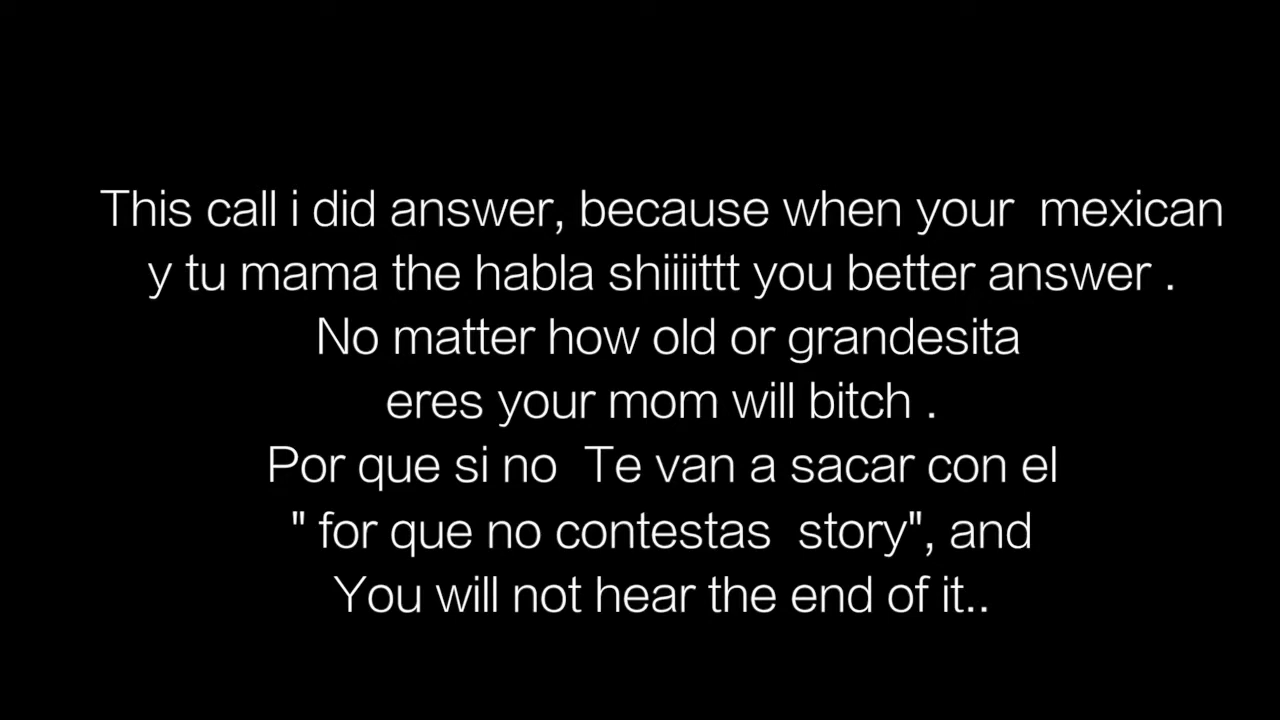 This call i did answer, because when your  mexican
y tu mama the habla shiiiittt you better answer .
No matter how old or grandesita
eres your mom will bitch .
Por que si no  Te van a sacar con el
" for que no contestas  story", and
You will not hear the end of it..